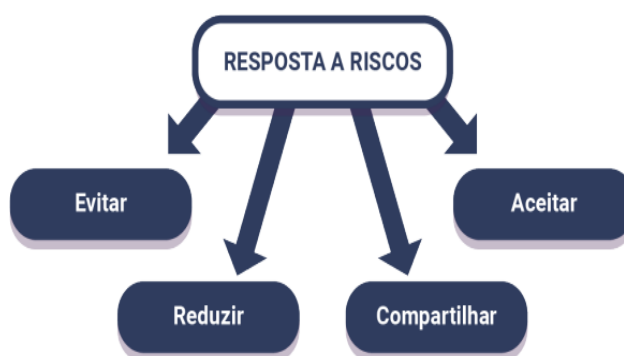 RESPOSTA A RISCOS
Evitar
Aceitar
Reduzir
Compartilhar